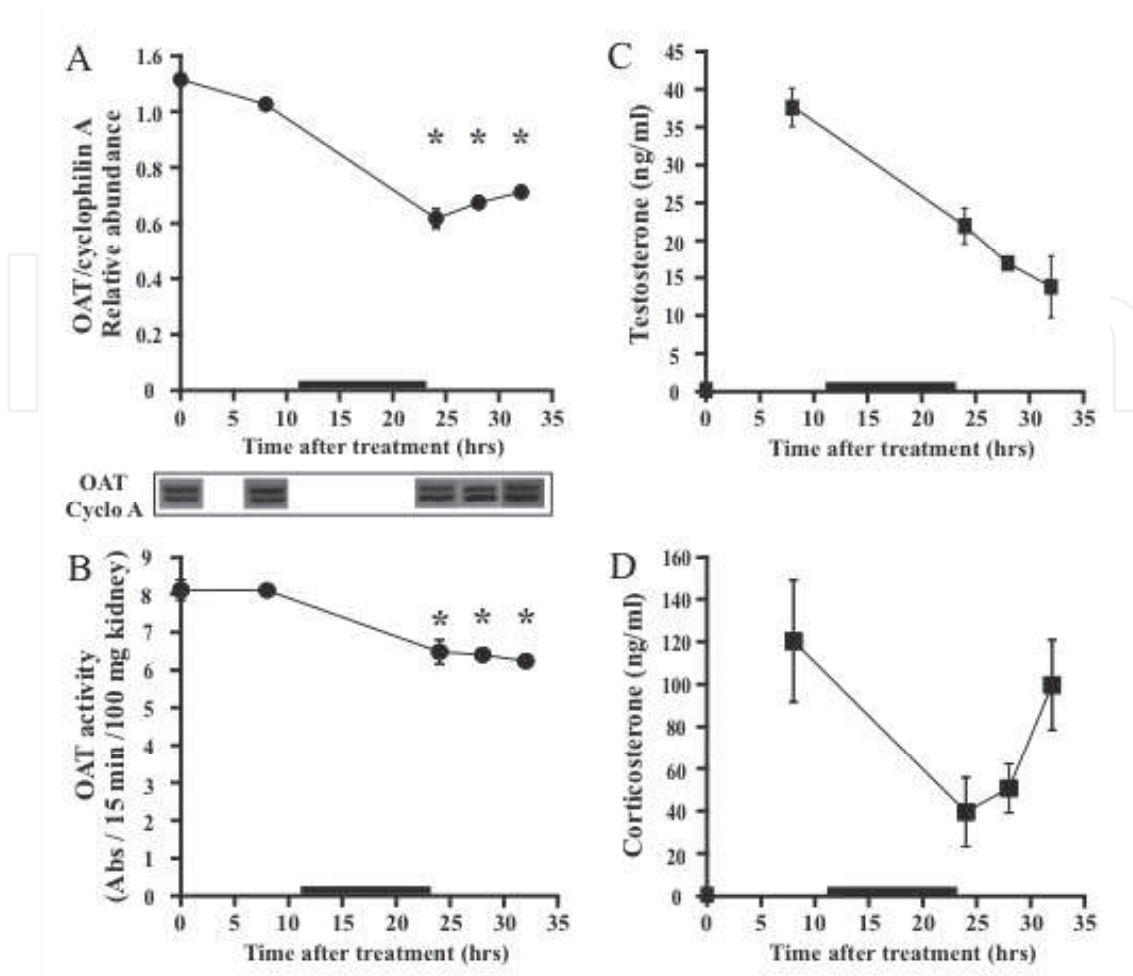 A
1.6
1.0
0.8
0.6
0.4
0.2
0
OAT/cyclophilin A
Relative abundance
* * *
0 5 10 15 20 25 30 35
Time after treatment (hrs)
OAT
Cyclo A
B
9
8
7
6
5
4
3
2
1
0
OAT activity
(Abs / 15 min /100 mg kidney)
* * *
0 5 10 15 20 25 30 35
Time after treatment (hrs)
C
45
40
35
30
25
20
15
10
5
0
Testosterone (ng/ml)
0 5 10 15 20 25 30 35
Time after treatment (hrs)
D
160
140
120
100
80
60
40
20
0
Corticosterone (ng/ml)
0 5 10 15 20 25 30 35
Time after treatment (hrs)